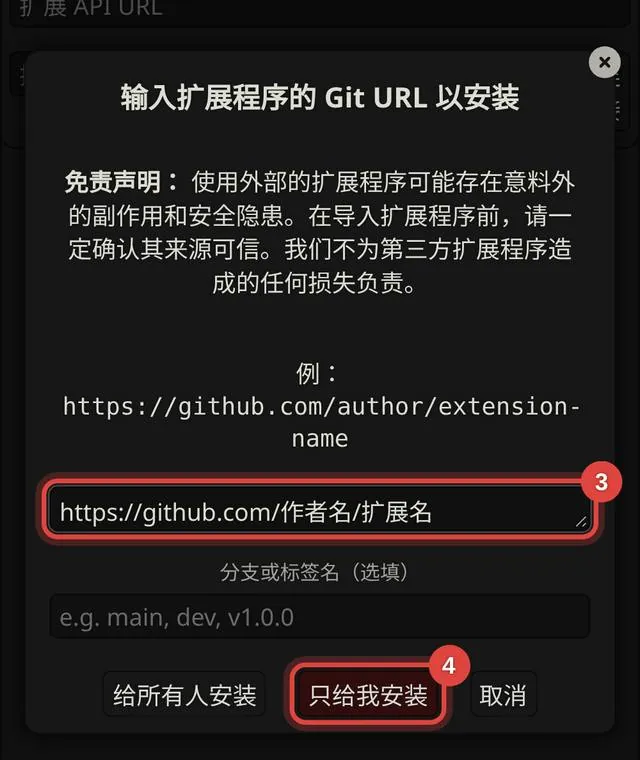 扩展 API URL
输入扩展程序的 Git URL 以安装
免责声明： 使用外部的扩展程序可能存在意料外
的副作用和安全隐患。在导入扩展程序前，请一
定确认其来源可信。我们不为第三方扩展程序造
成的任何损失负责。
例：
https://github.com/author/extension-
name
3
https://github.com/作者名/扩展名
分支或标签名（选填）
e.g. main, dev, v1.0.0
4
给所有人安装 只给我安装 取消